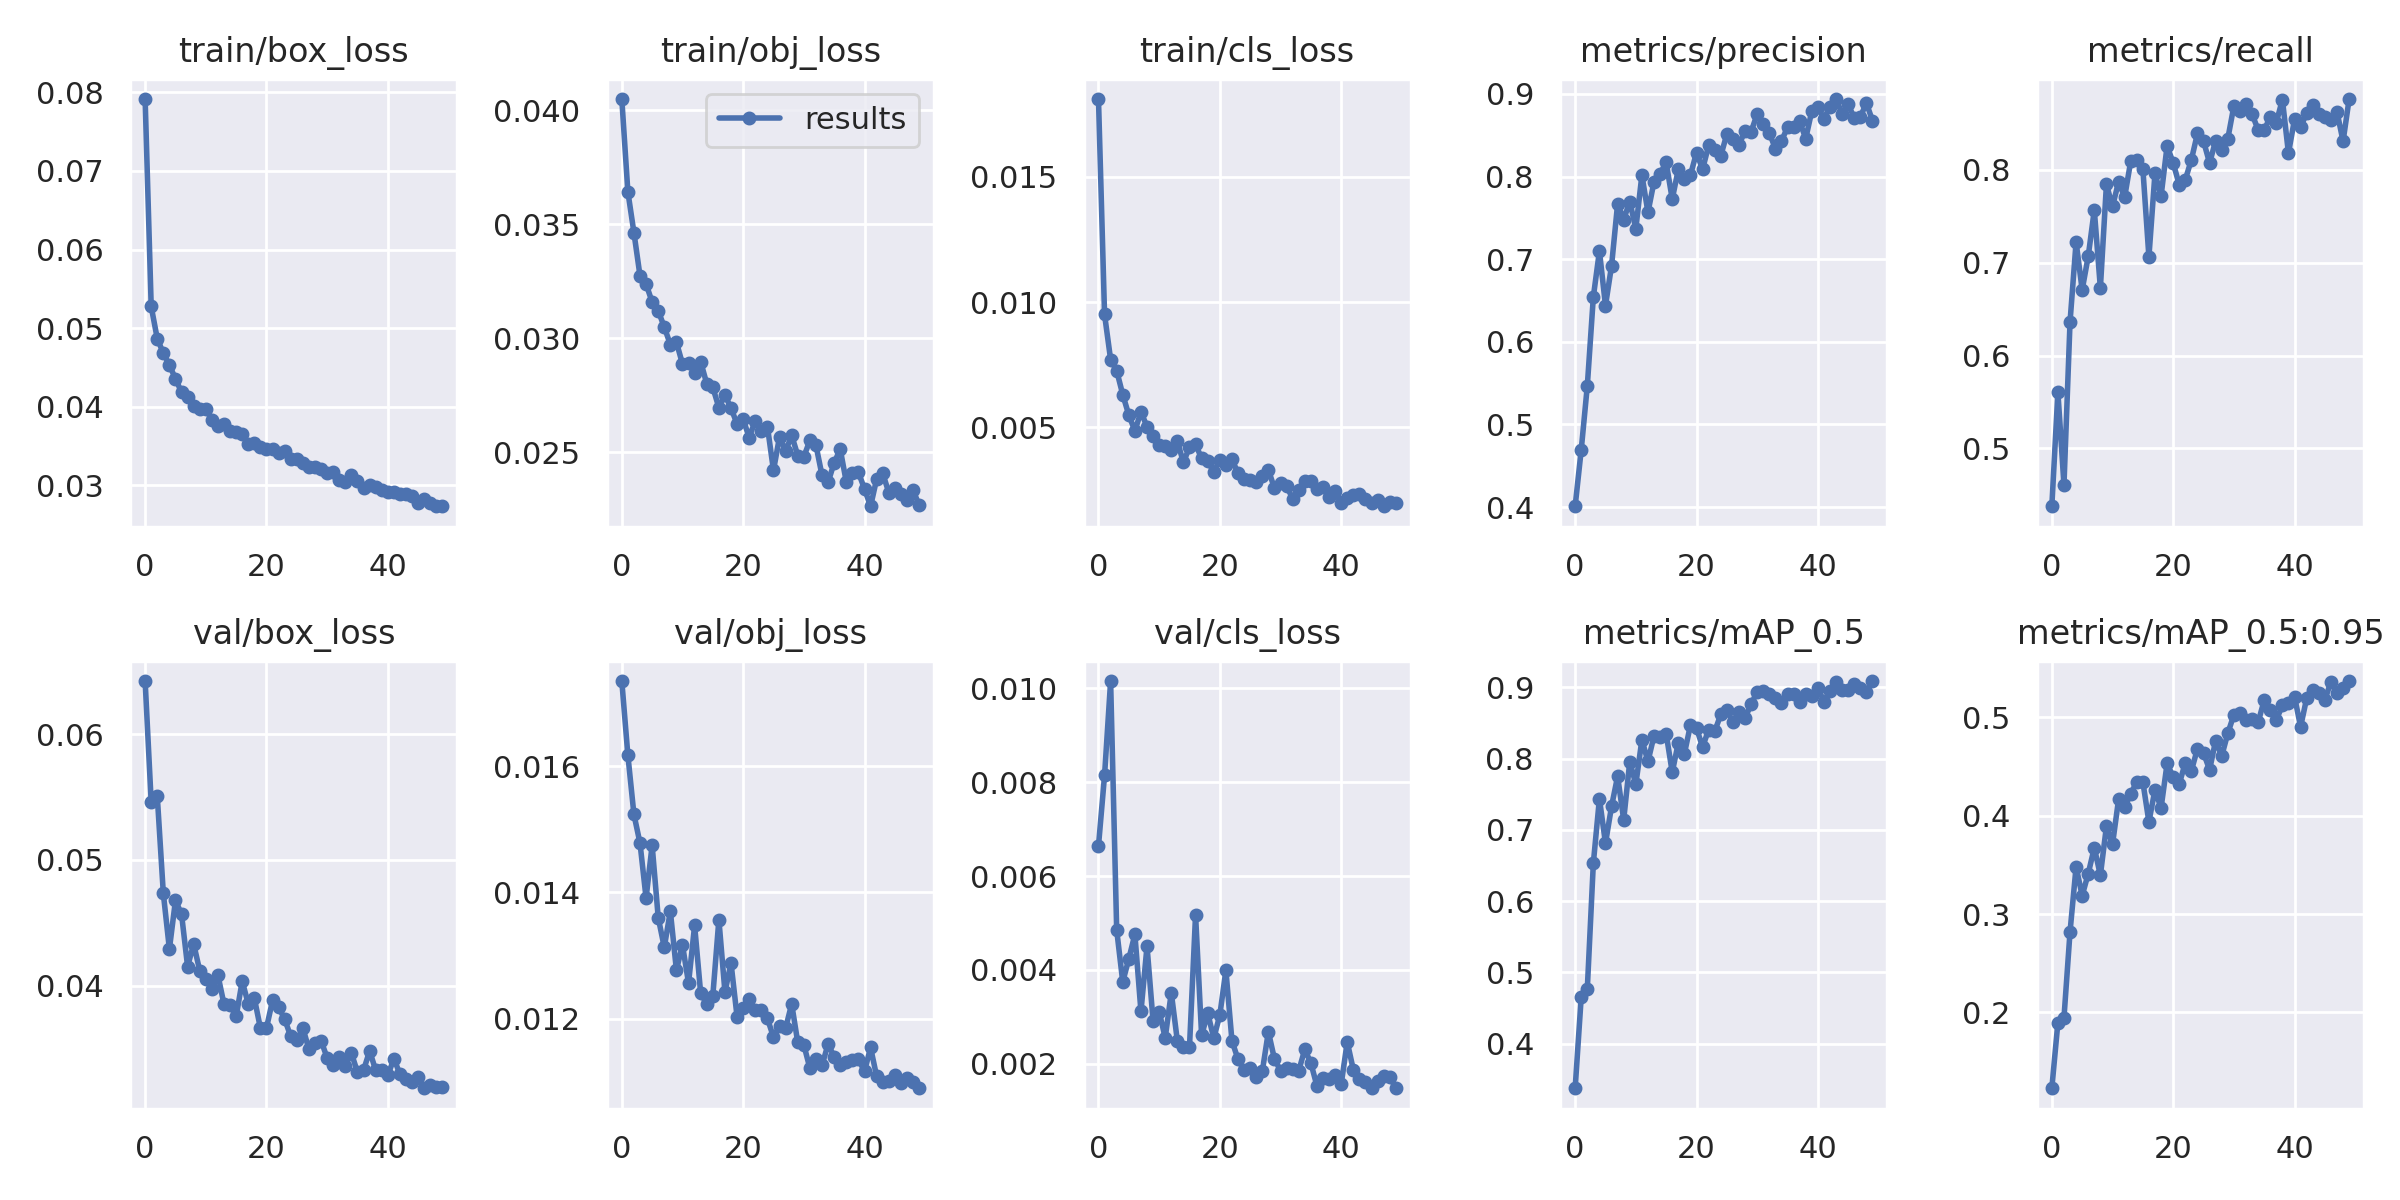 train/box_loss
0.08
0.07
0.06
0.05
0.04
0.03
0 20 40
train/obj_loss
results
0.040
0.035
0.030
0.025
0 20 40
train/cls_loss
0.015
0.010
0.005
0 20 40
metrics/precision
0.9
0.8
0.7
0.6
0.5
0.4
0 20 40
metrics/recall
0.8
0.7
0.6
0.5
0 20 40
val/box_loss
0.06
0.05
0.04
0 20 40
val/obj_loss
0.016
0.014
0.012
0 20 40
val/cls_loss
0.010
0.008
0.006
0.004
0.002
0 20 40
metrics/mAP_0.5
0.9
0.8
0.7
0.6
0.5
0.4
0 20 40
metrics/mAP_0.5:0.95
0.5
0.4
0.3
0.2
0 20 40